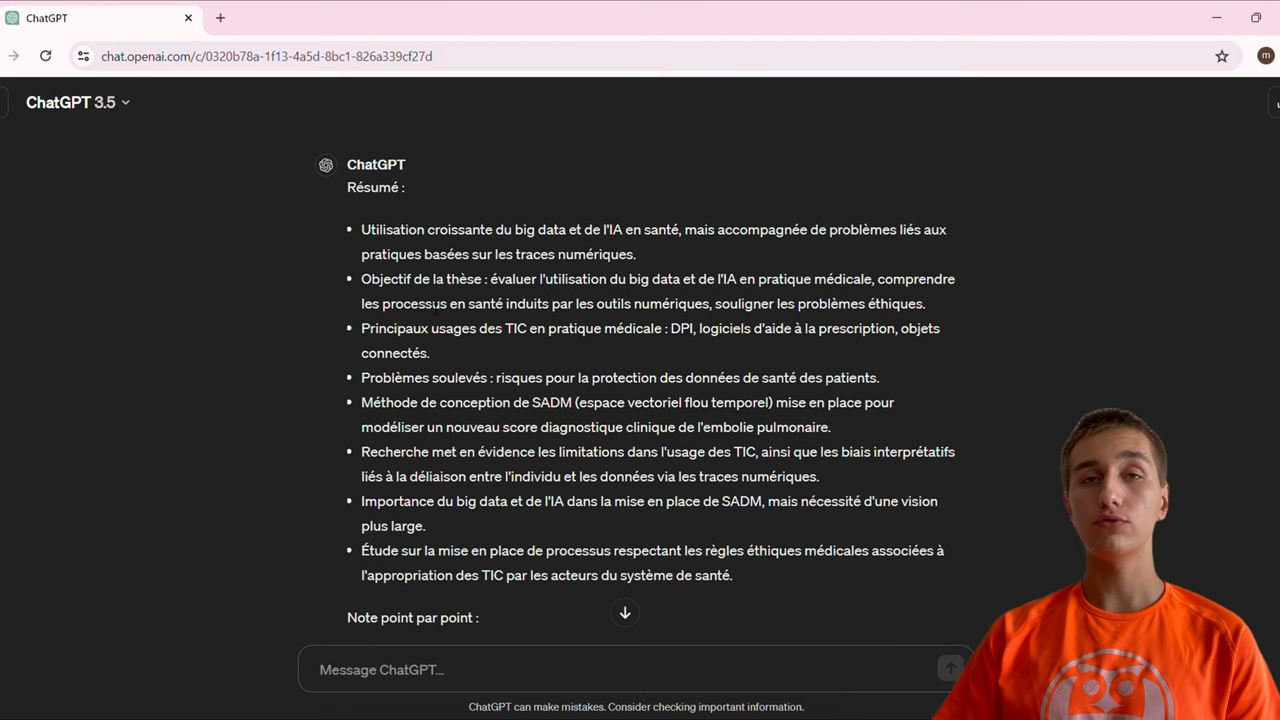 ChatGPT
chat.openai.com/c/0320b78a-1f13-4a5d-8bc1-826a339cf27d
m
ChatGPT 3.5
ChatGPT
Résumé :
• Utilisation croissante du big data et de l'IA en santé, mais accompagnée de problèmes liés aux
pratiques basées sur les traces numériques.
• Objectif de la thèse : évaluer l'utilisation du big data et de l'IA en pratique médicale, comprendre
les processus en santé induits par les outils numériques, souligner les problèmes éthiques.
• Principaux usages des TIC en pratique médicale : DPI, logiciels d'aide à la prescription, objets
connectés.
• Problèmes soulevés : risques pour la protection des données de santé des patients.
• Méthode de conception de SADM (espace vectoriel flou temporel) mise en place pour
modéliser un nouveau score diagnostique clinique de l'embolie pulmonaire.
• Recherche met en évidence les limitations dans l'usage des TIC, ainsi que les biais interprétatifs
liés à la déliaison entre l'individu et les données via les traces numériques.
• Importance du big data et de l'IA dans la mise en place de SADM, mais nécessité d'une vision
plus large.
• Étude sur la mise en place de processus respectant les règles éthiques médicales associées à
l'appropriation des TIC par les acteurs du système de santé.
Note point par point :
Message ChatGPT...
ChatGPT can make mistakes. Consider checking important information.